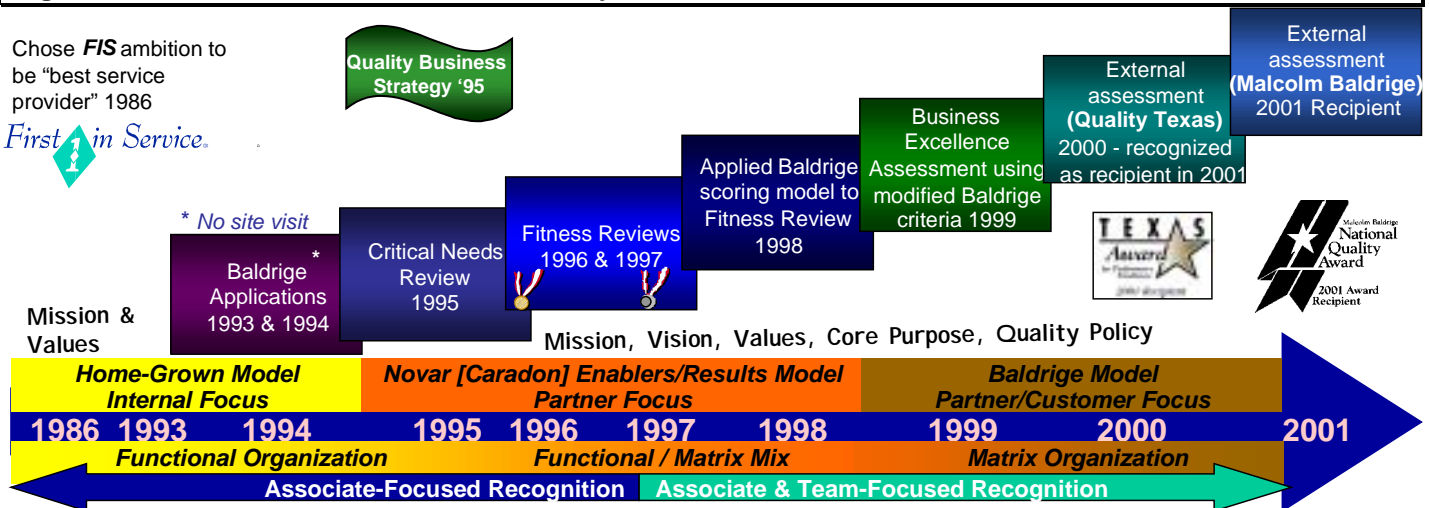 Chose FIS ambition to
be “best service
provider” 1986
First 1 in Service.
Quality Business
Strategy ‘95
* No site visit
Baldrige *
Applications
1993 & 1994
Critical Needs
Review
1995
Fitness Reviews
1996 & 1997
Applied Baldrige
scoring model to
Fitness Review
1998
Business
Excellence
Assessment using
modified Baldrige
criteria 1999
External
assessment
(Quality Texas)
2000 - recognized
as recipient in 2001
External
assessment
(Malcolm Baldrige)
2001 Recipient
TEXAS
Award
2000 Recipient
Malcolm Baldrige
National
Quality
Award
2001 Award
Recipient
Mission &
Values
Mission, Vision, Values, Core Purpose, Quality Policy
Home-Grown Model
Internal Focus
Novar [Caradon] Enablers/Results Model
Partner Focus
Baldrige Model
Partner/Customer Focus
1986 1993 1994 1995 1996 1997 1998 1999 2000 2001
Functional Organization
Functional / Matrix Mix
Matrix Organization
Associate-Focused Recognition
Associate & Team-Focused Recognition